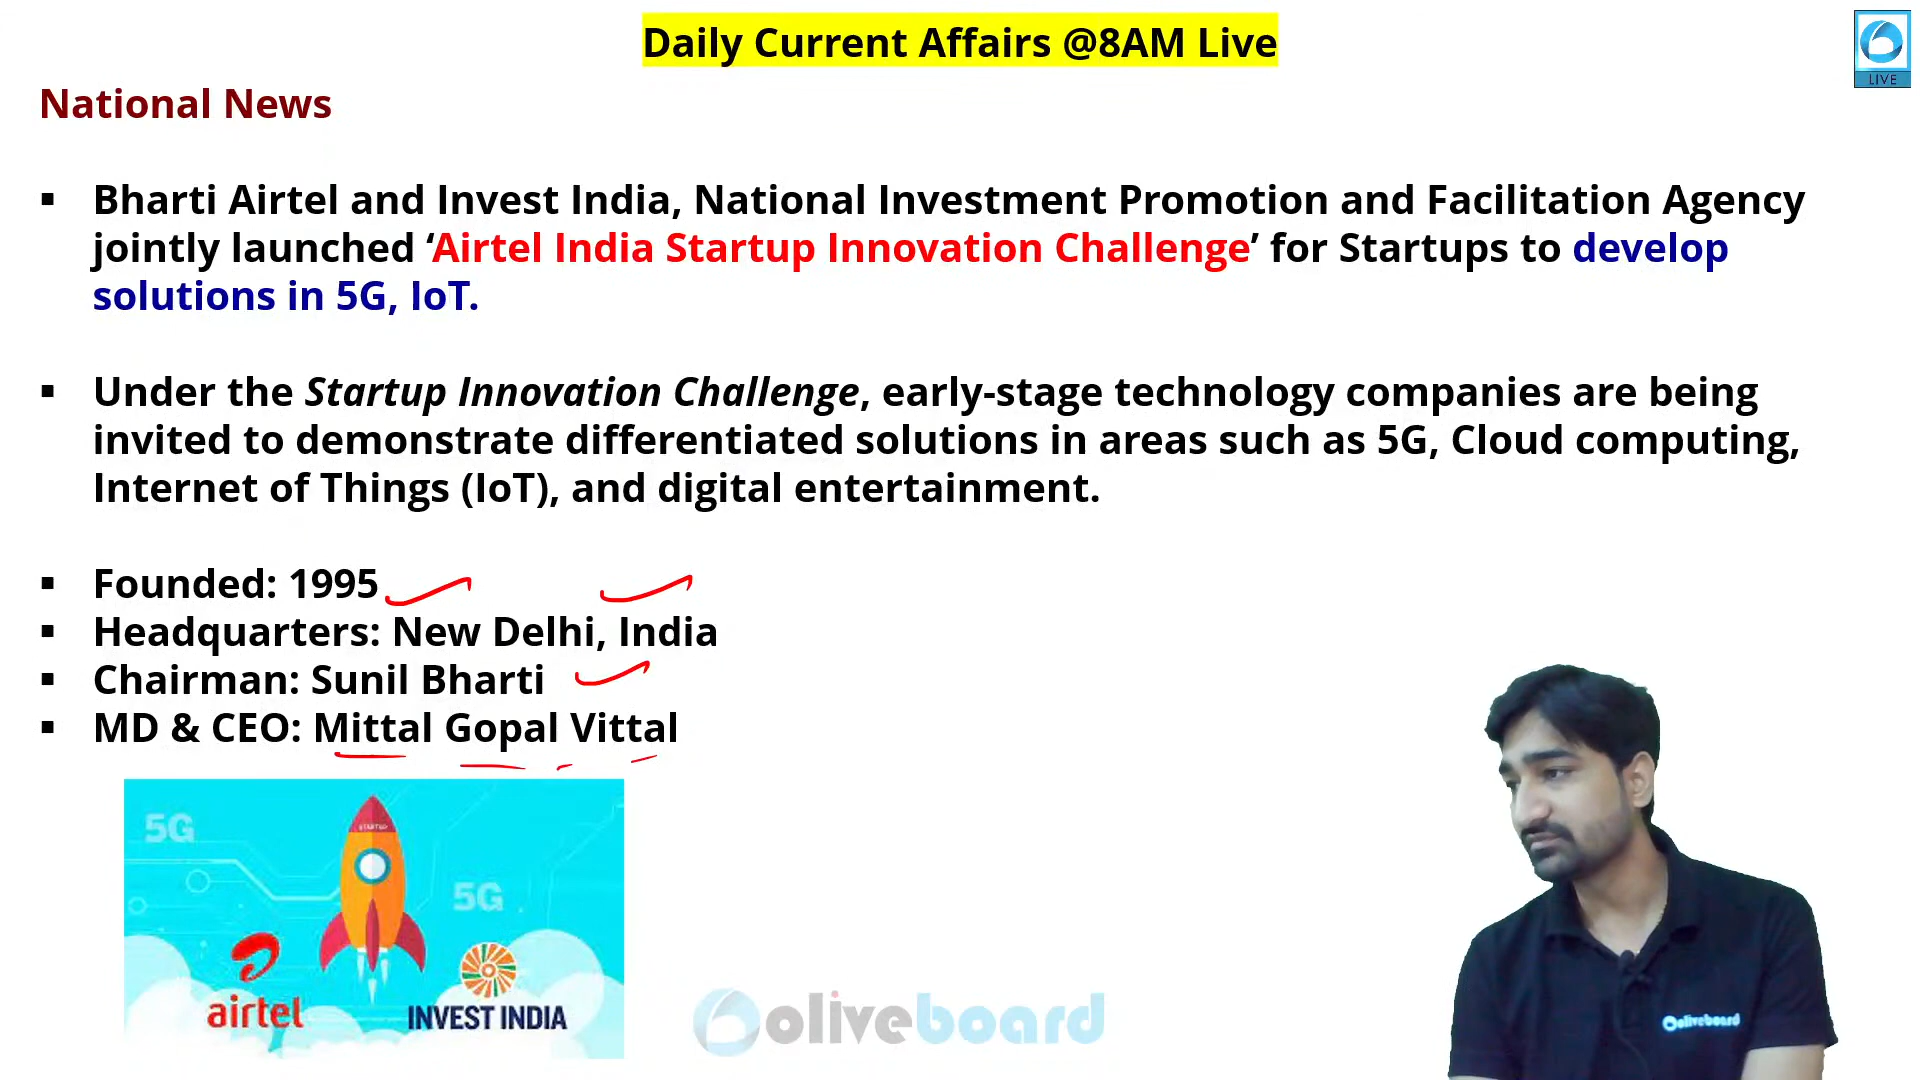 Daily Current Affairs @8AM Live
LIVE
National News
▪ Bharti Airtel and Invest India, National Investment Promotion and Facilitation Agency
jointly launched ‘Airtel India Startup Innovation Challenge’ for Startups to develop
solutions in 5G, IoT.
▪ Under the Startup Innovation Challenge, early-stage technology companies are being
invited to demonstrate differentiated solutions in areas such as 5G, Cloud computing,
Internet of Things (IoT), and digital entertainment.
▪ Founded: 1995
▪ Headquarters: New Delhi, India
▪ Chairman: Sunil Bharti
▪ MD & CEO: Mittal Gopal Vittal
5G
STARTUP
5G
airtel
INVEST INDIA
oliveboard
oliveboard